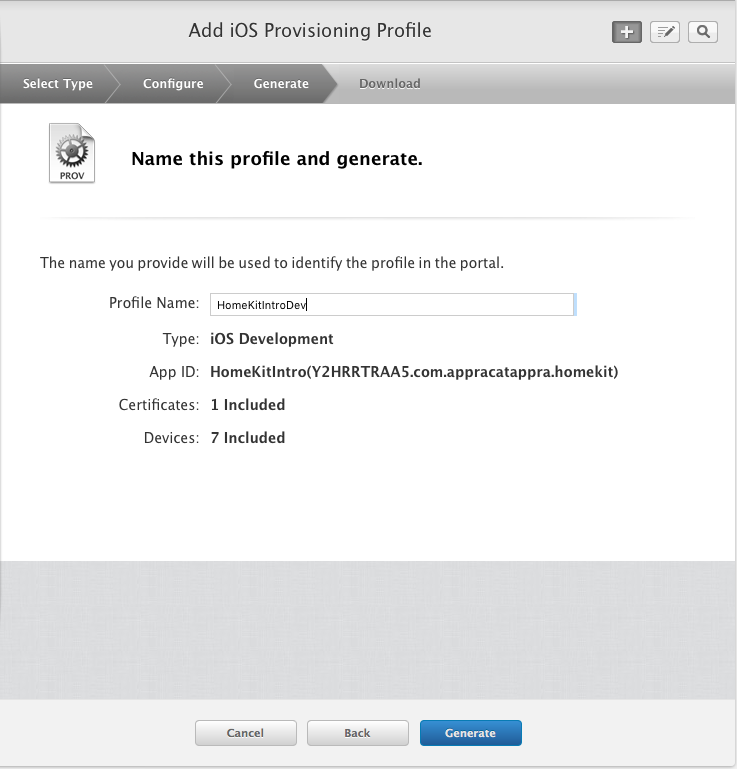 Add iOS Provisioning Profile
Select Type Configure Generate Download
PROV
Name this profile and generate.
The name you provide will be used to identify the profile in the portal.
Profile Name: HomeKitIntroDev
Type: iOS Development
App ID: HomeKitIntro(Y2HRRTRAA5.com.appracatappra.homekit)
Certificates: 1 Included
Devices: 7 Included
Cancel Back Generate